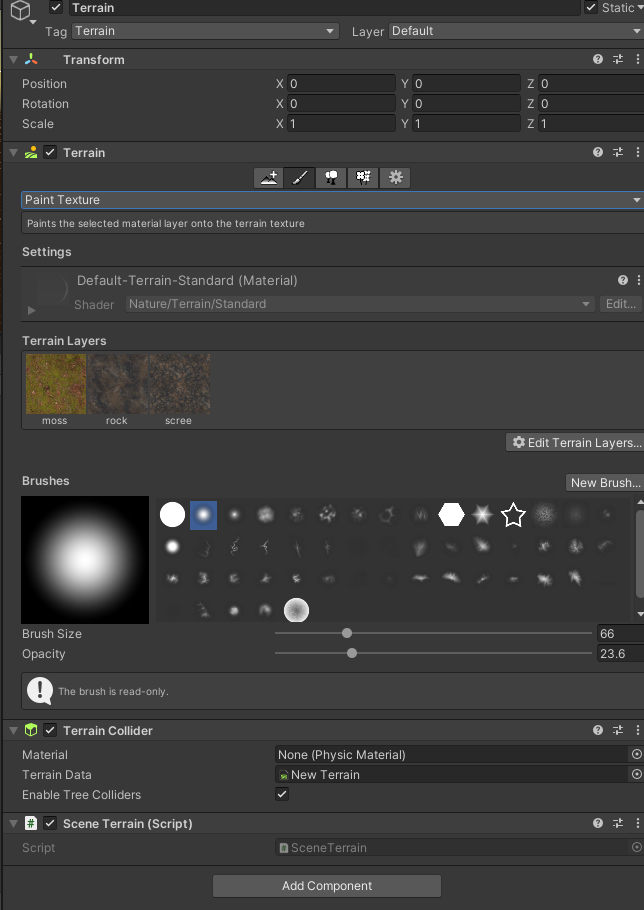 Terrain Static
Tag Terrain Layer Default
Transform
Position X 0 Y 0 Z 0
Rotation X 0 Y 0 Z 0
Scale X 1 Y 1 Z 1
Terrain
Paint Texture
Paints the selected material layer onto the terrain texture
Settings
Default-Terrain-Standard (Material)
Shader Nature/Terrain/Standard Edit...
Terrain Layers
moss rock scree
Edit Terrain Layers...
Brushes New Brush...
Brush Size 66
Opacity 23.6
The brush is read-only.
Terrain Collider
Material None (Physic Material)
Terrain Data New Terrain
Enable Tree Colliders
# Scene Terrain (Script)
Script SceneTerrain
Add Component